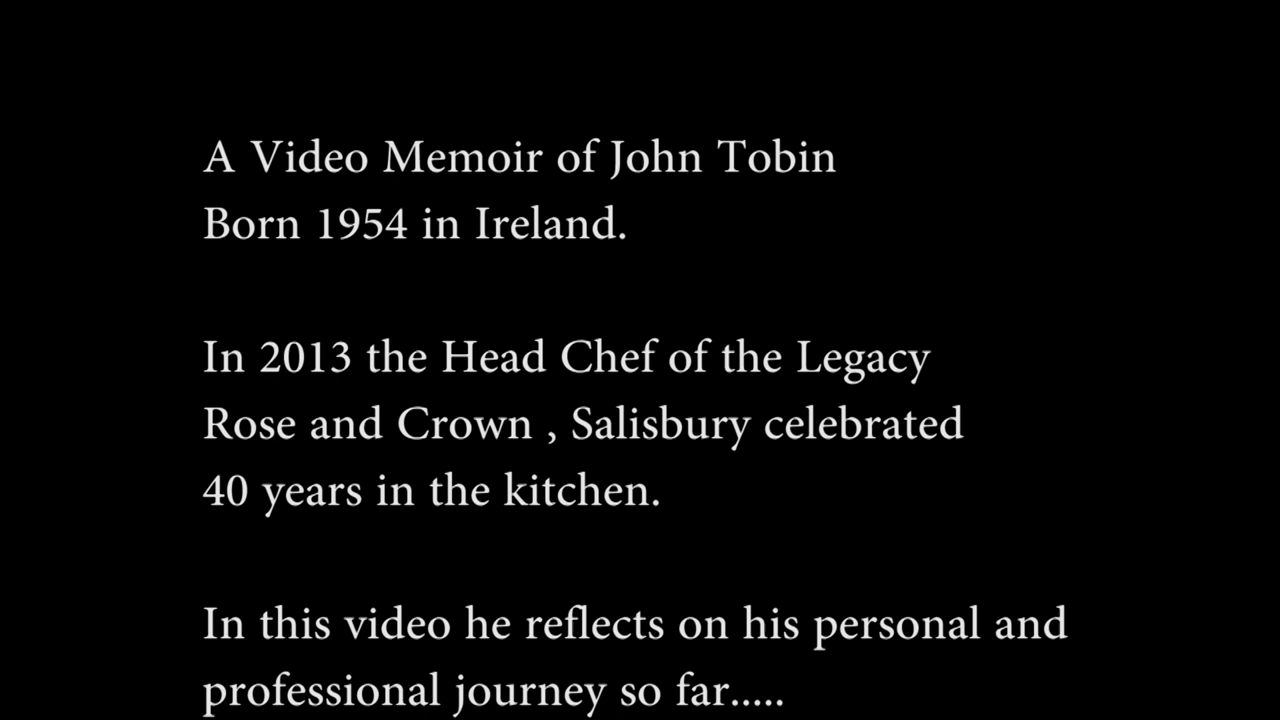 A Video Memoir of John Tobin
Born 1954 in Ireland.
In 2013 the Head Chef of the Legacy
Rose and Crown , Salisbury celebrated
40 years in the kitchen.
In this video he reflects on his personal and
professional journey so far.....